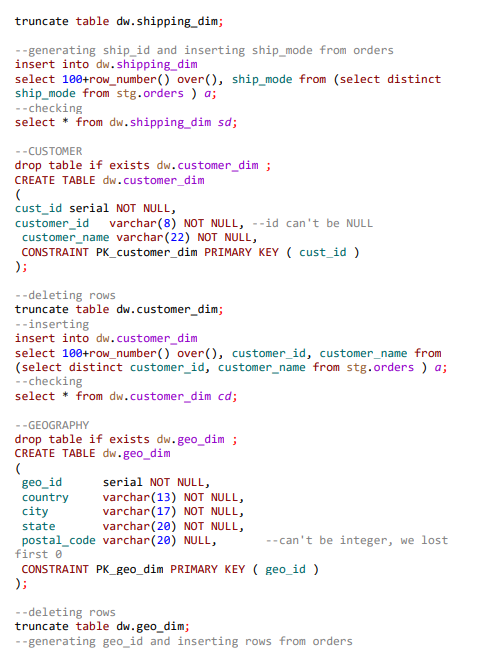 truncate table dw.shipping_dim;
--generating ship_id and inserting ship_mode from orders
insert into dw.shipping_dim
select 100+row_number() over(), ship_mode from (select distinct
ship_mode from stg.orders ) a;
--checking
select * from dw.shipping_dim sd;
--CUSTOMER
drop table if exists dw.customer_dim ;
CREATE TABLE dw.customer_dim
(
cust_id serial NOT NULL,
customer_id   varchar(8) NOT NULL, --id can't be NULL
 customer_name varchar(22) NOT NULL,
 CONSTRAINT PK_customer_dim PRIMARY KEY ( cust_id )
);
--deleting rows
truncate table dw.customer_dim;
--inserting
insert into dw.customer_dim
select 100+row_number() over(), customer_id, customer_name from
(select distinct customer_id, customer_name from stg.orders ) a;
--checking
select * from dw.customer_dim cd;
--GEOGRAPHY
drop table if exists dw.geo_dim ;
CREATE TABLE dw.geo_dim
(
 geo_id      serial NOT NULL,
 country     varchar(13) NOT NULL,
 city        varchar(17) NOT NULL,
 state       varchar(20) NOT NULL,
 postal_code varchar(20) NULL,       --can't be integer, we lost
first 0
 CONSTRAINT PK_geo_dim PRIMARY KEY ( geo_id )
);
--deleting rows
truncate table dw.geo_dim;
--generating geo_id and inserting rows from orders